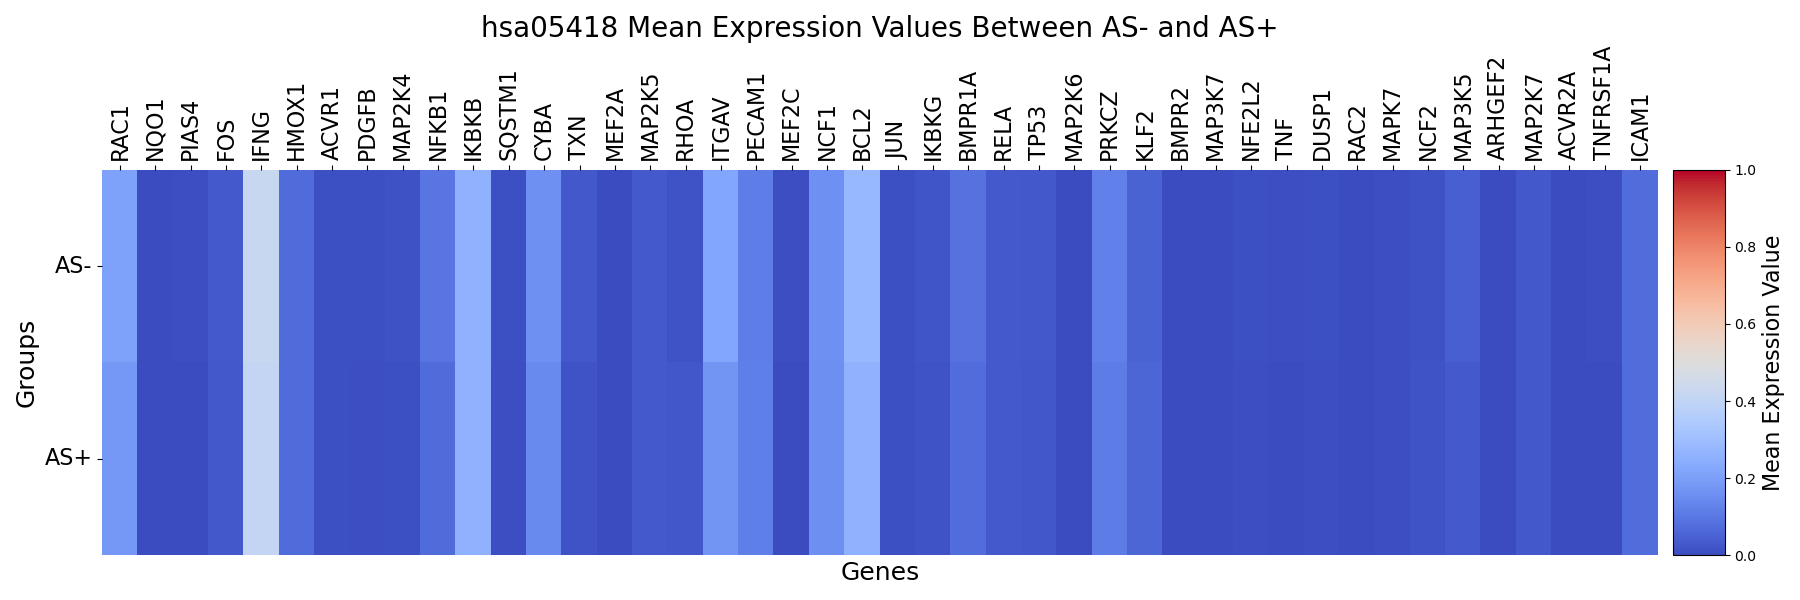 hsa05418 Mean Expression Values Between AS- and AS+
RAC1
NQO1
PIAS4
FOS
IFNG
HMOX1
ACVR1
PDGFB
MAP2K4
NFKB1
IKBKB
SQSTM1
CYBA
TXN
MEF2A
MAP2K5
RHOA
ITGAV
PECAM1
MEF2C
NCF1
BCL2
JUN
IKBKG
BMPR1A
RELA
TP53
MAP2K6
PRKCZ
KLF2
BMPR2
MAP3K7
NFE2L2
TNF
DUSP1
RAC2
MAPK7
NCF2
MAP3K5
ARHGEF2
MAP2K7
ACVR2A
TNFRSF1A
ICAM1
Groups
AS-
AS+
Genes
1.0
0.8
0.6
0.4
0.2
0.0
Mean Expression Value